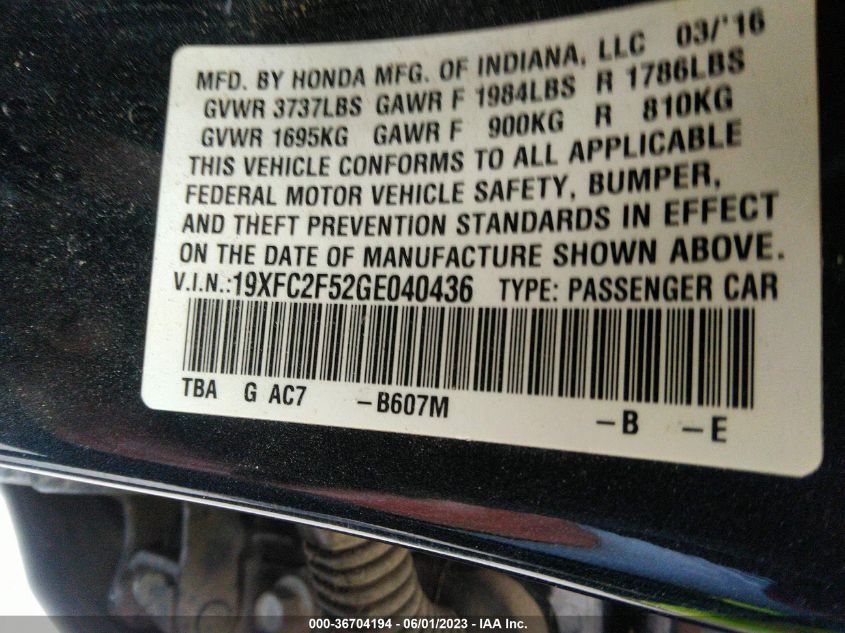 MFD. BY HONDA MFG. OF INDIANA, LLC 03/'16
GVWR 3737LBS GAWR F 1984LBS R 1786LBS
GVWR 1695KG GAWR F 900KG R 810KG
THIS VEHICLE CONFORMS TO ALL APPLICABLE
FEDERAL MOTOR VEHICLE SAFETY, BUMPER,
AND THEFT PREVENTION STANDARDS IN EFFECT
ON THE DATE OF MANUFACTURE SHOWN ABOVE.
V.I.N.:19XFC2F52GE040436 TYPE: PASSENGER CAR
TBA G AC7 -B607M -B -E
000-36704194 - 06/01/2023 - IAA Inc.